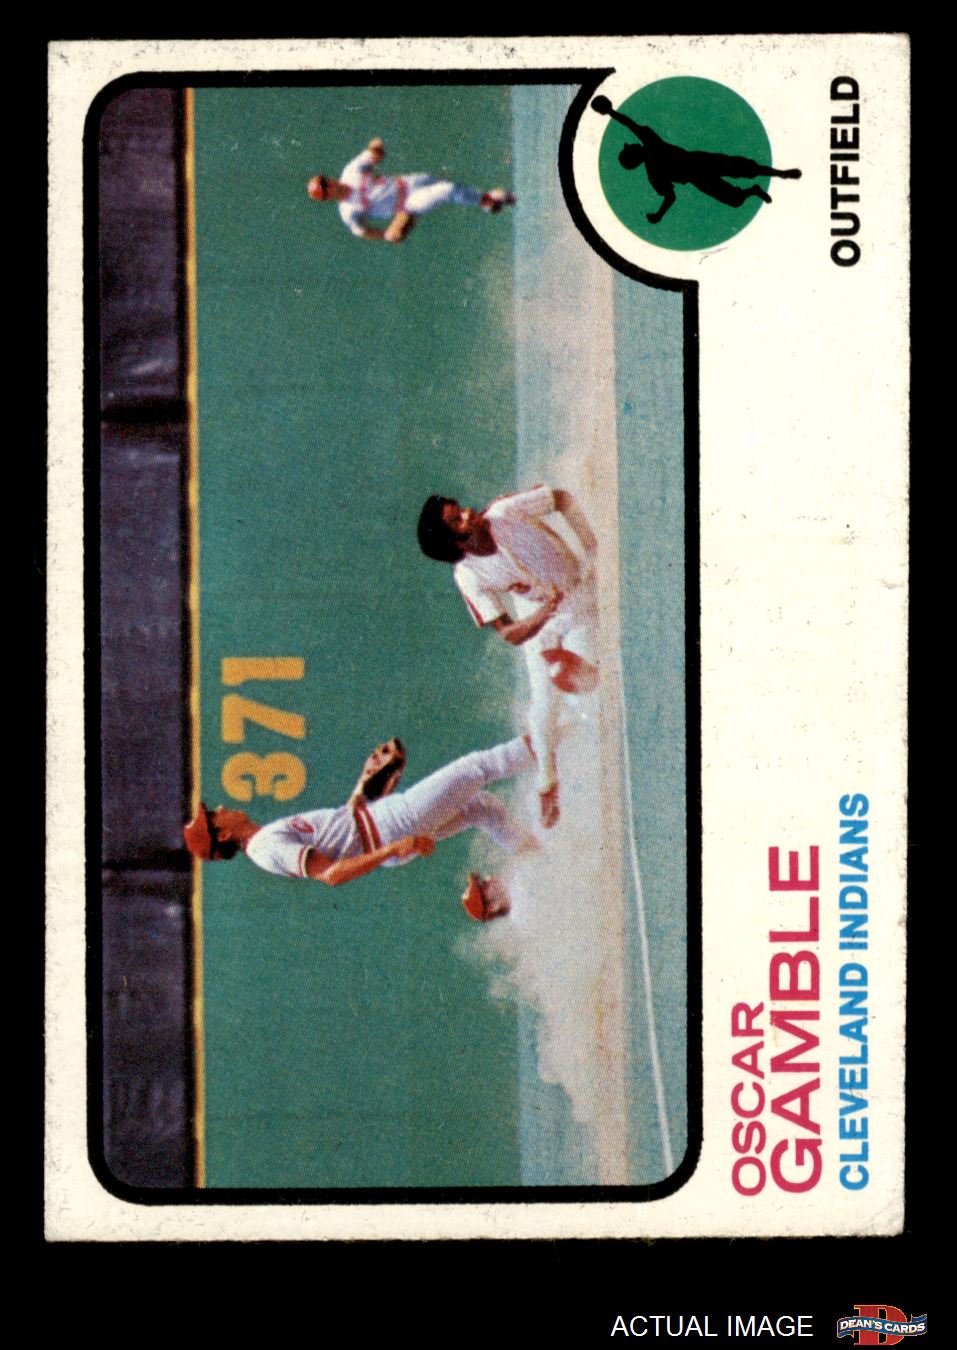 371
OUTFIELD
OSCAR
GAMBLE
CLEVELAND INDIANS
ACTUAL IMAGE
D
DEAN'S CARDS